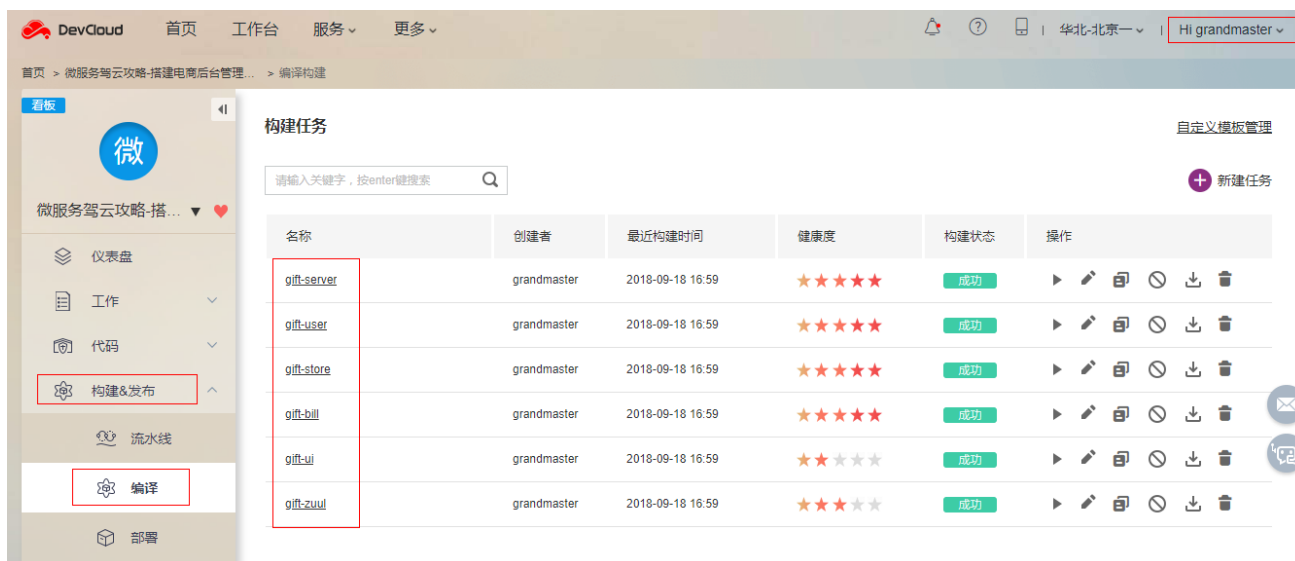 DevCloud 首页 工作台 服务 更多 华北-北京一 Hi grandmaster
首页 > 微服务驾云攻略-搭建电商后台管理... > 编译构建
看板
微
微服务驾云攻略-搭...
仪表盘
工作
代码
构建&发布
流水线
编译
部署
构建任务 自定义模板管理
请输入关键字，按enter键搜索 新建任务
名称 创建者 最近构建时间 健康度 构建状态 操作
gift-server grandmaster 2018-09-18 16:59 成功
gift-user grandmaster 2018-09-18 16:59 成功
gift-store grandmaster 2018-09-18 16:59 成功
gift-bill grandmaster 2018-09-18 16:59 成功
gift-ui grandmaster 2018-09-18 16:59 成功
gift-zuul grandmaster 2018-09-18 16:59 成功